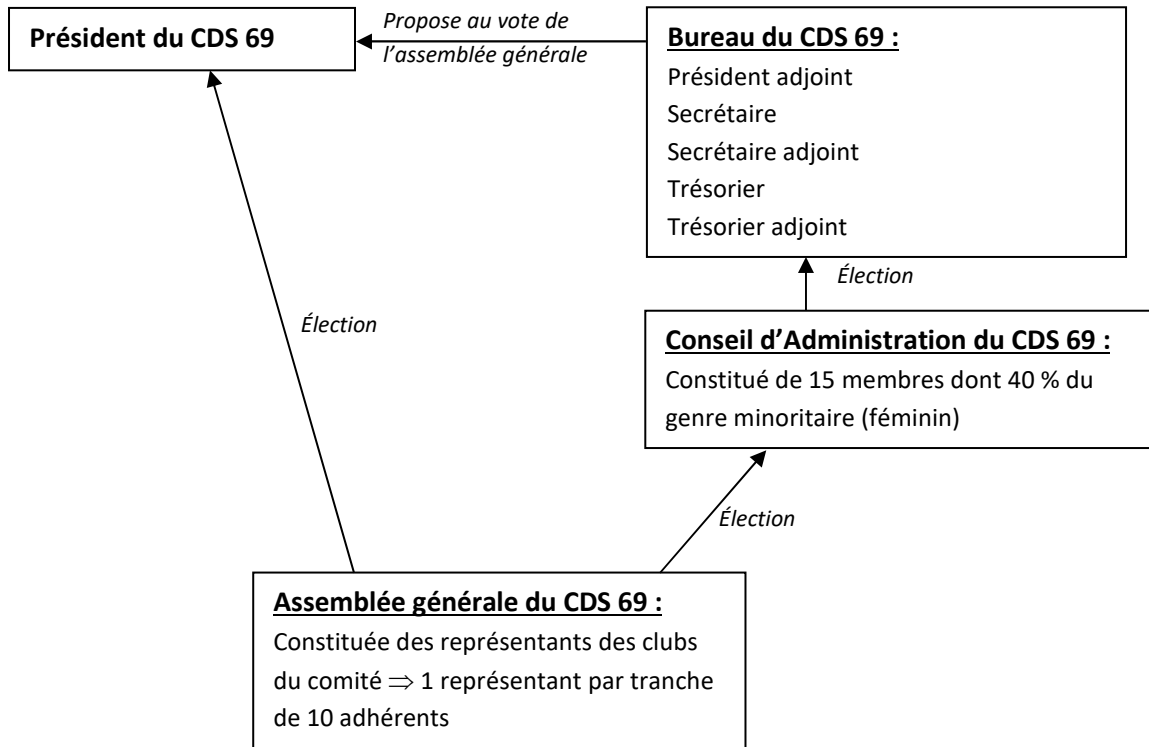 Président du CDS 69
Propose au vote de
l’assemblée générale
Bureau du CDS 69 :
Président adjoint
Secrétaire
Secrétaire adjoint
Trésorier
Trésorier adjoint
Élection
Élection
Conseil d’Administration du CDS 69 :
Constitué de 15 membres dont 40 % du
genre minoritaire (féminin)
Élection
Assemblée générale du CDS 69 :
Constituée des représentants des clubs
du comité ⇒ 1 représentant par tranche
de 10 adhérents